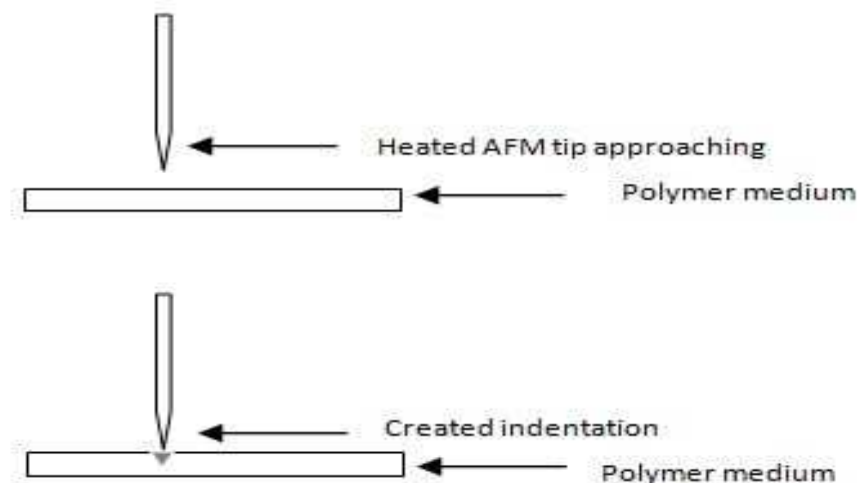 Heated AFM tip approaching
Polymer medium
Created indentation
Polymer medium